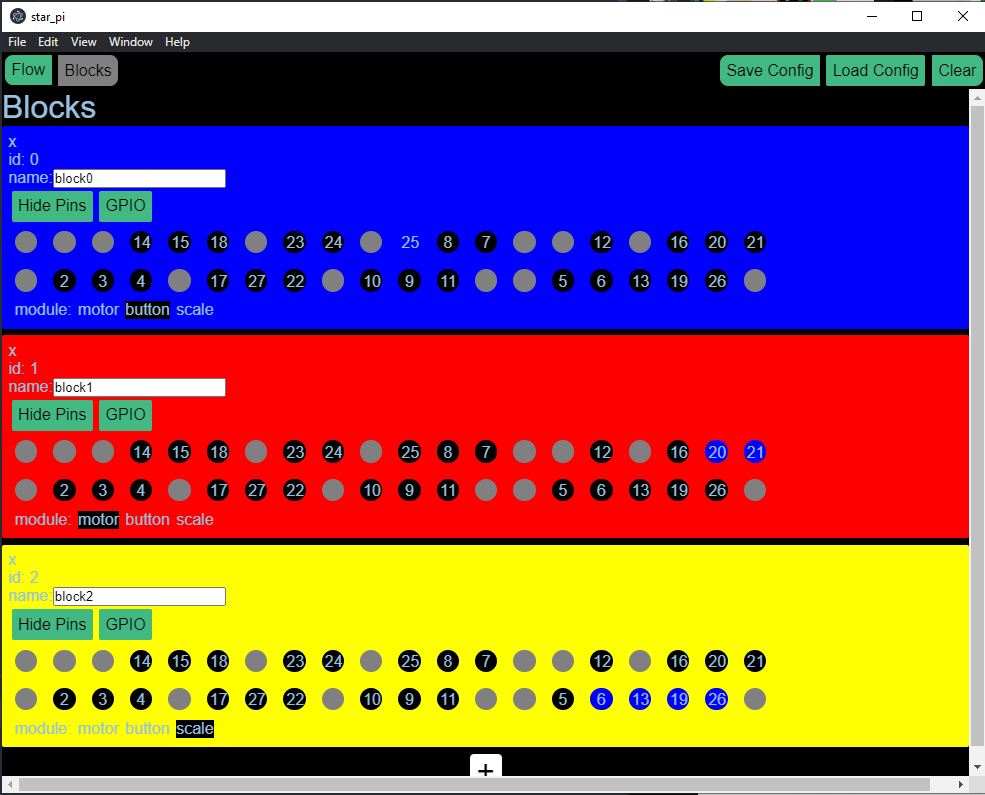 star_pi
File Edit View Window Help
Flow Blocks Save Config Load Config Clear
Blocks
x
id: 0
name: block0
Hide Pins GPIO
14 15 18 23 24 25 8 7 12 16 20 21
2 3 4 17 27 22 10 9 11 5 6 13 19 26
module: motor button scale
x
id: 1
name: block1
Hide Pins GPIO
14 15 18 23 24 25 8 7 12 16 20 21
2 3 4 17 27 22 10 9 11 5 6 13 19 26
module: motor button scale
x
id: 2
name: block2
Hide Pins GPIO
14 15 18 23 24 25 8 7 12 16 20 21
2 3 4 17 27 22 10 9 11 5 6 13 19 26
module: motor button scale
+